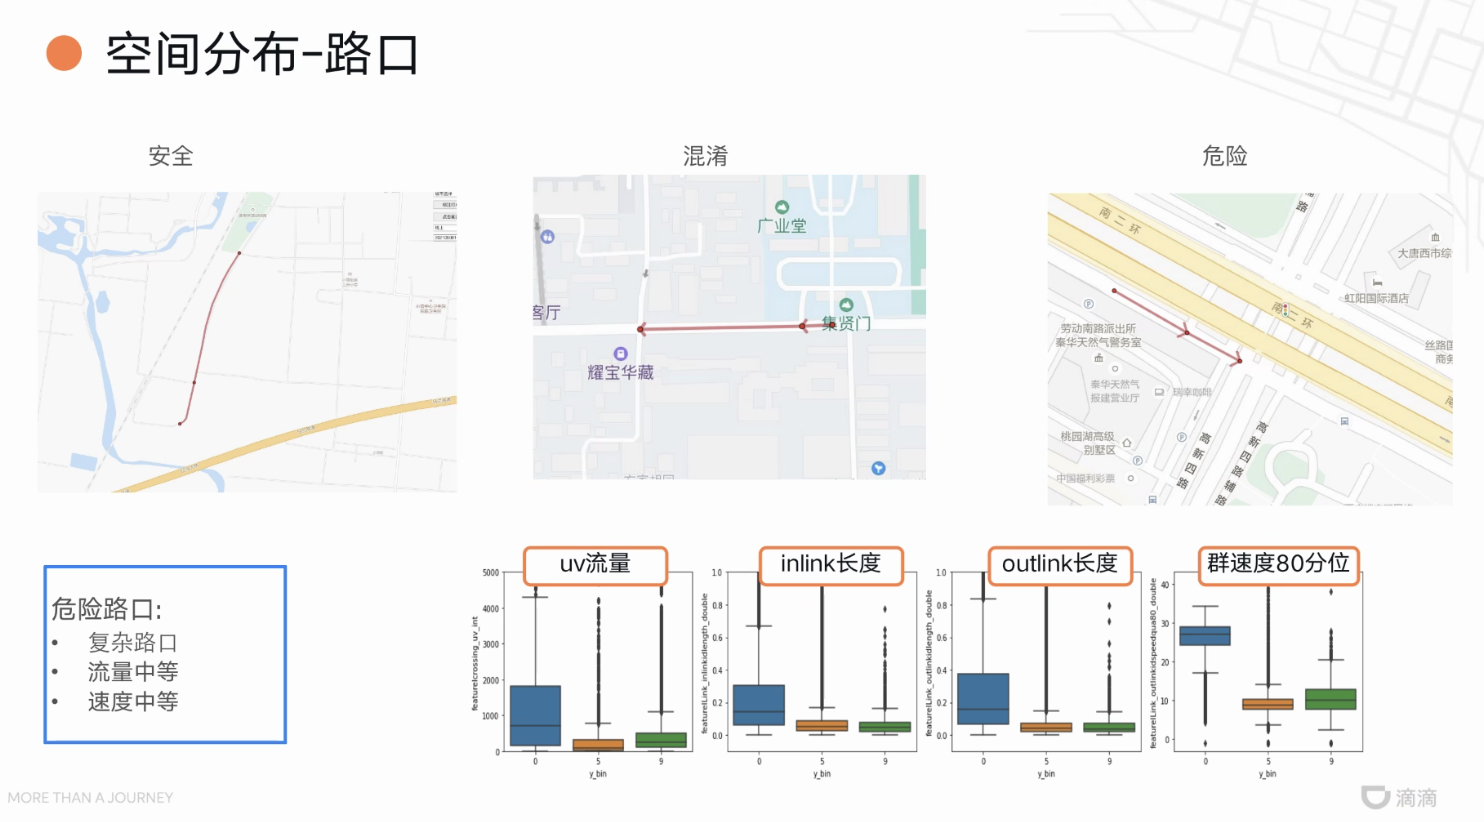 空间分布-路口
安全
混淆
危险
广业堂
客厅
集贤门
耀宝华藏
南二环
路
大唐西市综
虹阳国际酒店
南二环
丝路国
商务
劳动南路派出所
秦华天然气警务室
秦华天然气
报建营业厅
瑞幸咖啡
桃园湖高级
别墅区
中国福利彩票
高新四路
高新四路辅路
南
危险路口:
• 复杂路口
• 流量中等
• 速度中等
uv流量
5000
4000
3000
2000
1000
0
0 5 9
y_bin
inlink长度
featurelLink_inlinkidlength_double
1.0
0.8
0.6
0.4
0.2
0.0
0 5 9
y_bin
outlink长度
featurelLink_outlinkidlength_double
1.0
0.8
0.6
0.4
0.2
0.0
0 5 9
y_bin
群速度80分位
featurelLink_outlinkidspeedqua80_double
40
30
20
10
0
0 5 9
y_bin
MORE THAN A JOURNEY
滴滴